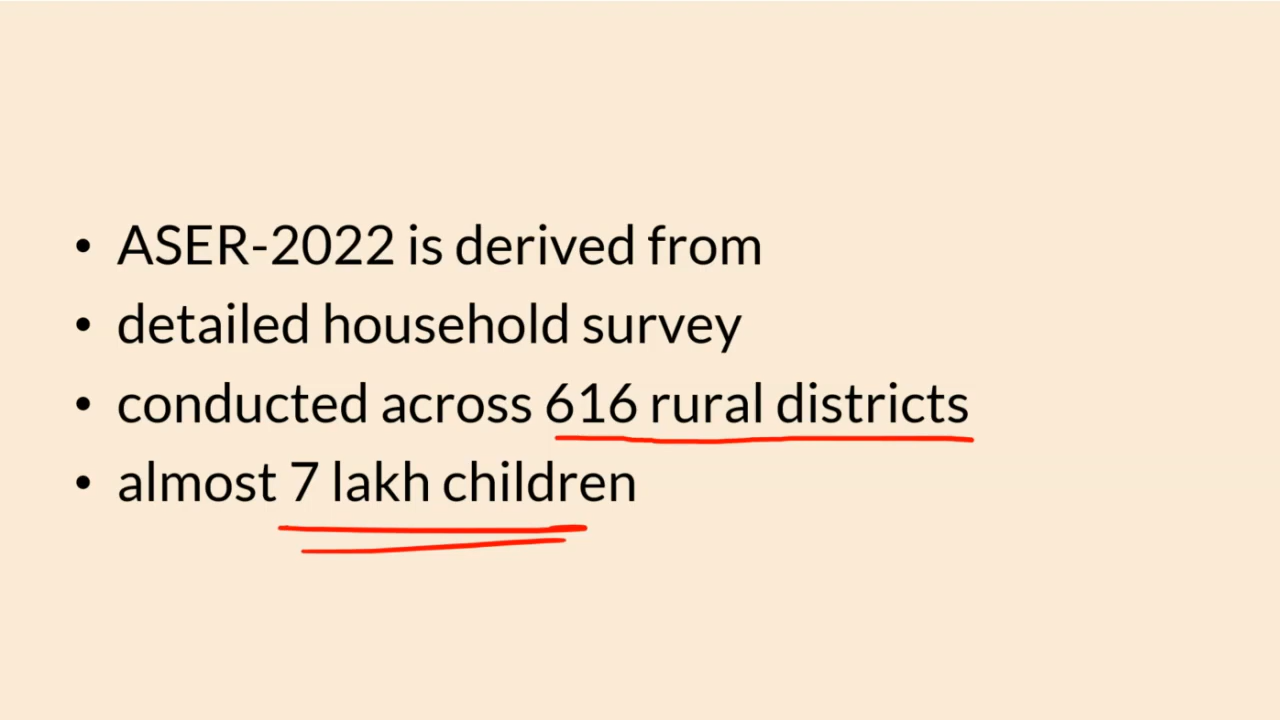 • ASER-2022 is derived from
• detailed household survey
• conducted across 616 rural districts
• almost 7 lakh children